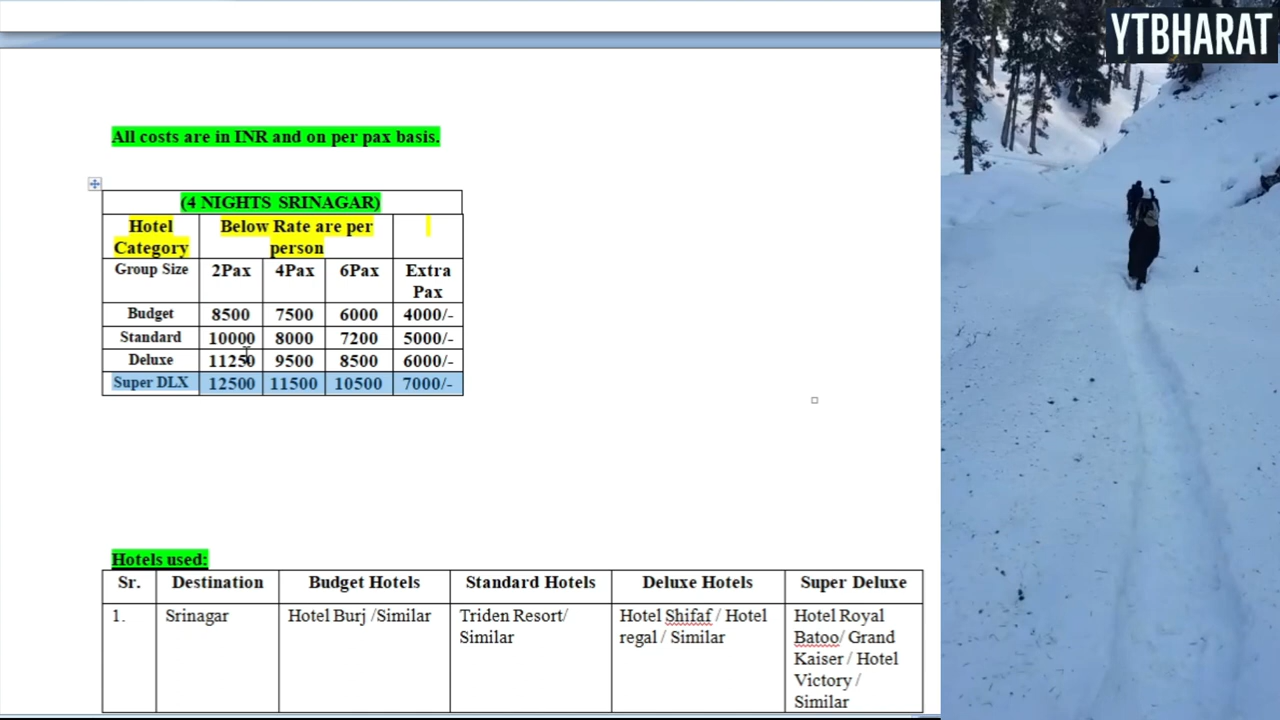 YTBHARAT
All costs are in INR and on per pax basis.
(4 NIGHTS SRINAGAR)
Hotel Category Below Rate are per person
Group Size 2Pax 4Pax 6Pax Extra Pax
Budget 8500 7500 6000 4000/-
Standard 10000 8000 7200 5000/-
Deluxe 11250 9500 8500 6000/-
Super DLX 12500 11500 10500 7000/-
Hotels used:
Sr. Destination Budget Hotels Standard Hotels Deluxe Hotels Super Deluxe
1. Srinagar Hotel Burj /Similar Triden Resort/ Hotel Shifaf / Hotel Hotel Royal
Similar regal / Similar Batoo/ Grand
Kaiser / Hotel
Victory /
Similar